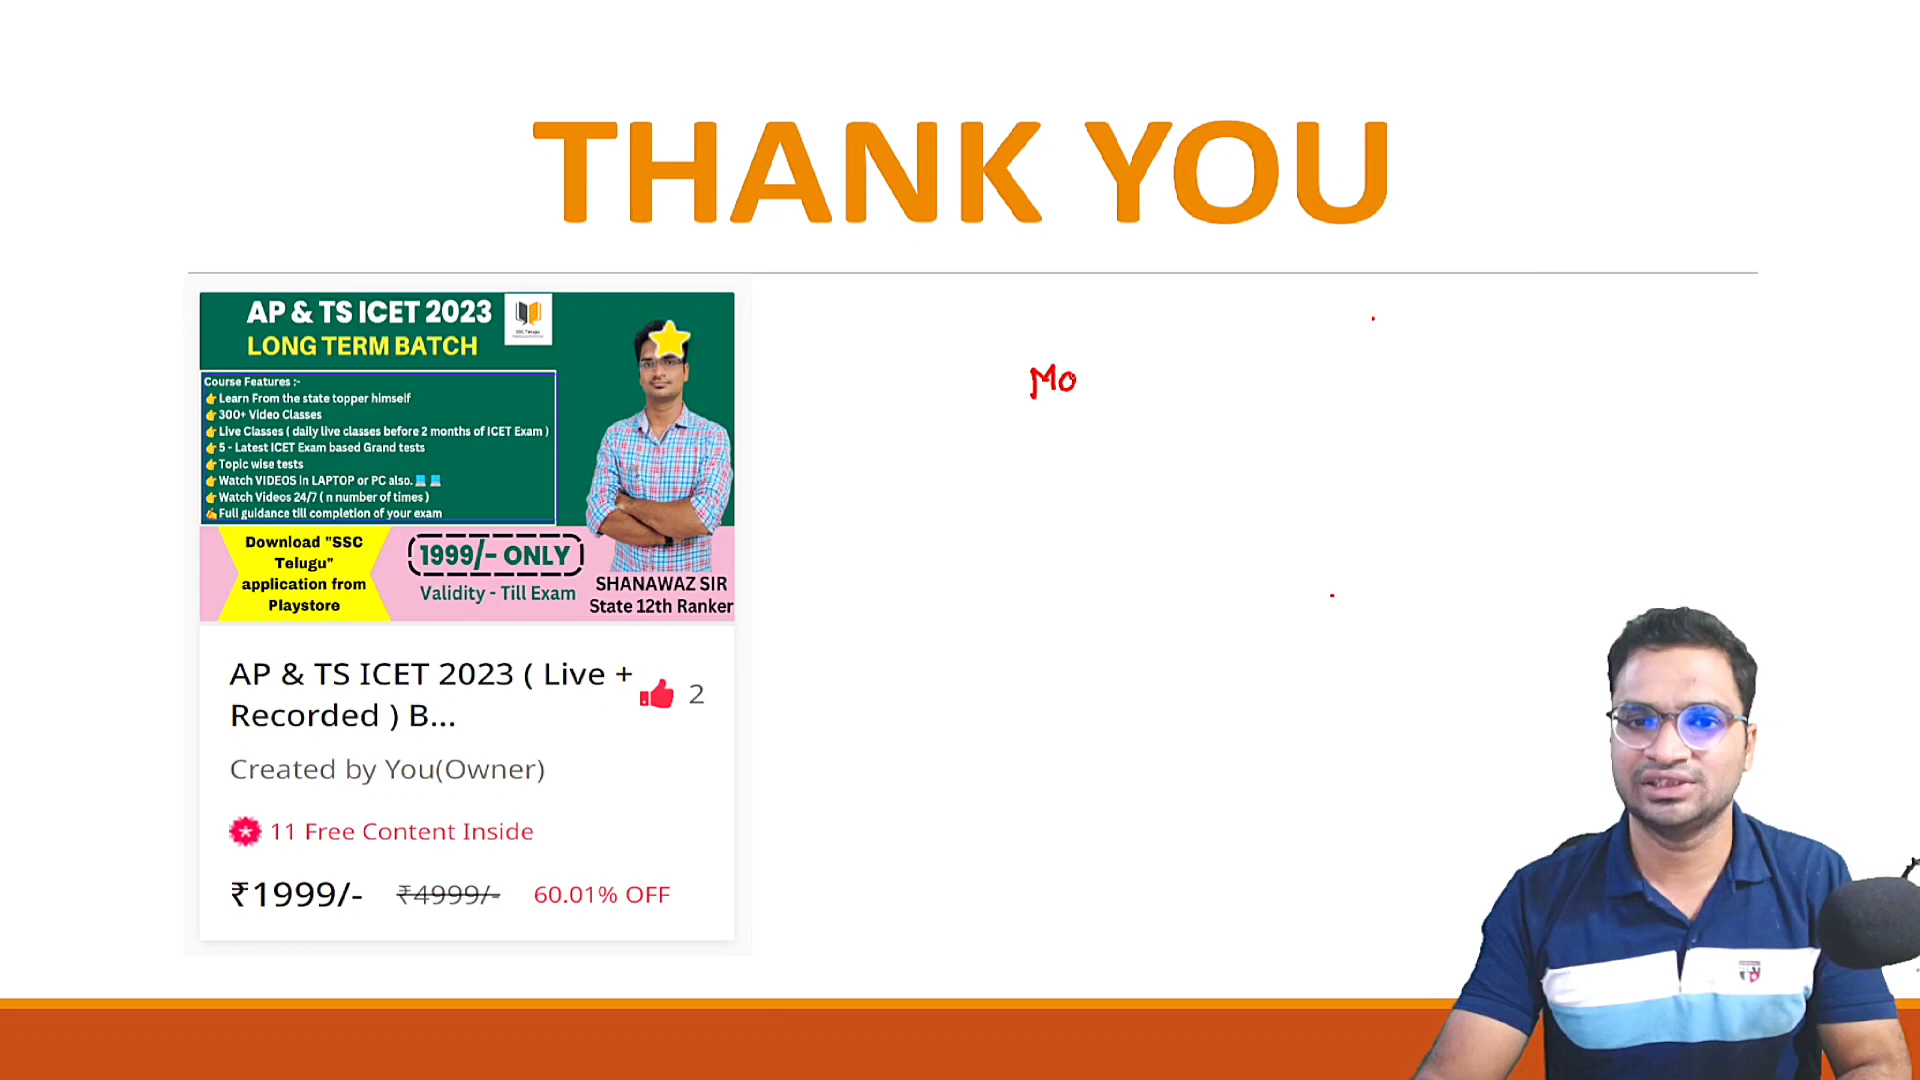 THANK YOU
AP & TS ICET 2023
LONG TERM BATCH
SSC Telugu
Course Features :-
👉Learn From the state topper himself
👉300+ Video Classes
👉Live Classes ( daily live classes before 2 months of ICET Exam )
👉5 - Latest ICET Exam based Grand tests
👉Topic wise tests
👉Watch VIDEOS in LAPTOP or PC also.💻💻
👉Watch Videos 24/7 ( n number of times )
✍Full guidance till completion of your exam
Download "SSC
Telugu"
application from
Playstore
1999/- ONLY
Validity - Till Exam
SHANAWAZ SIR
State 12th Ranker
Mo
AP & TS ICET 2023 ( Live +
Recorded ) B...
2
Created by You(Owner)
11 Free Content Inside
₹1999/- ₹4999/- 60.01% OFF